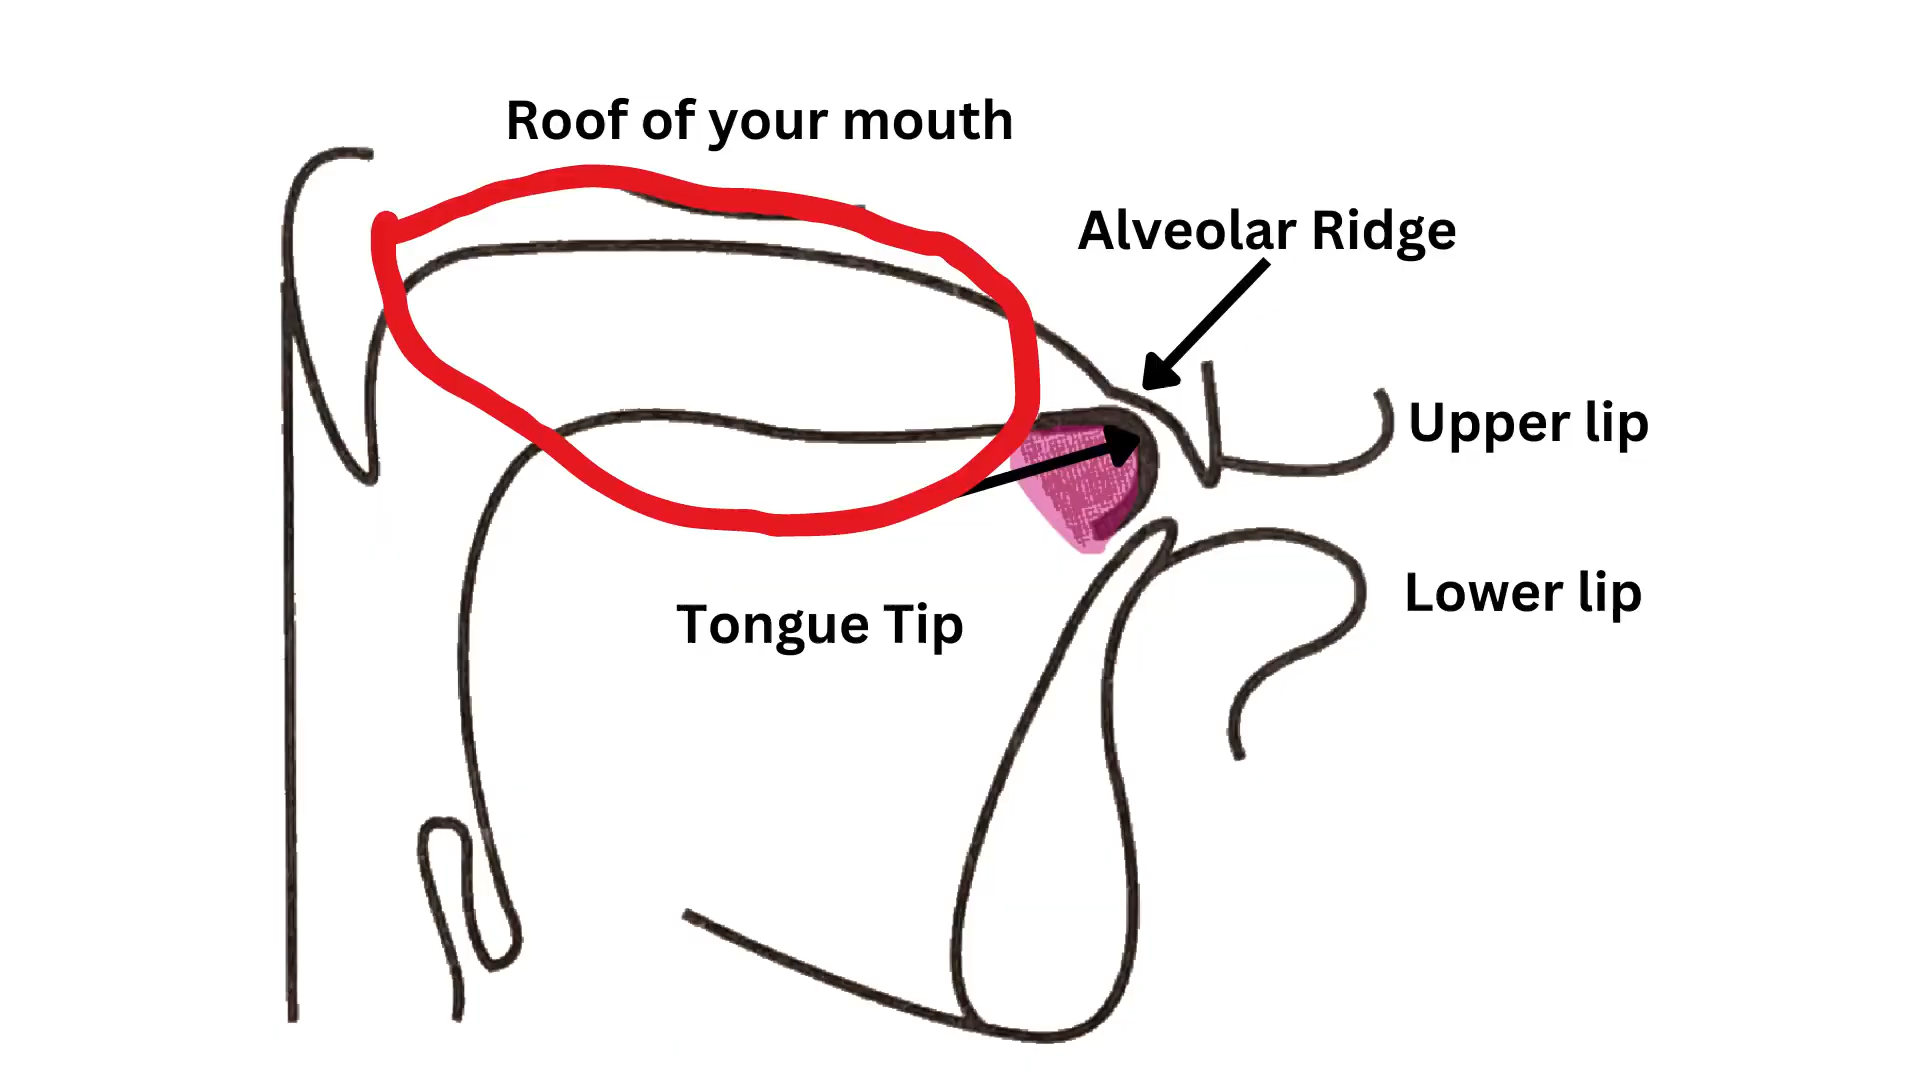 Roof of your mouth
Alveolar Ridge
Upper lip
Lower lip
Tongue Tip